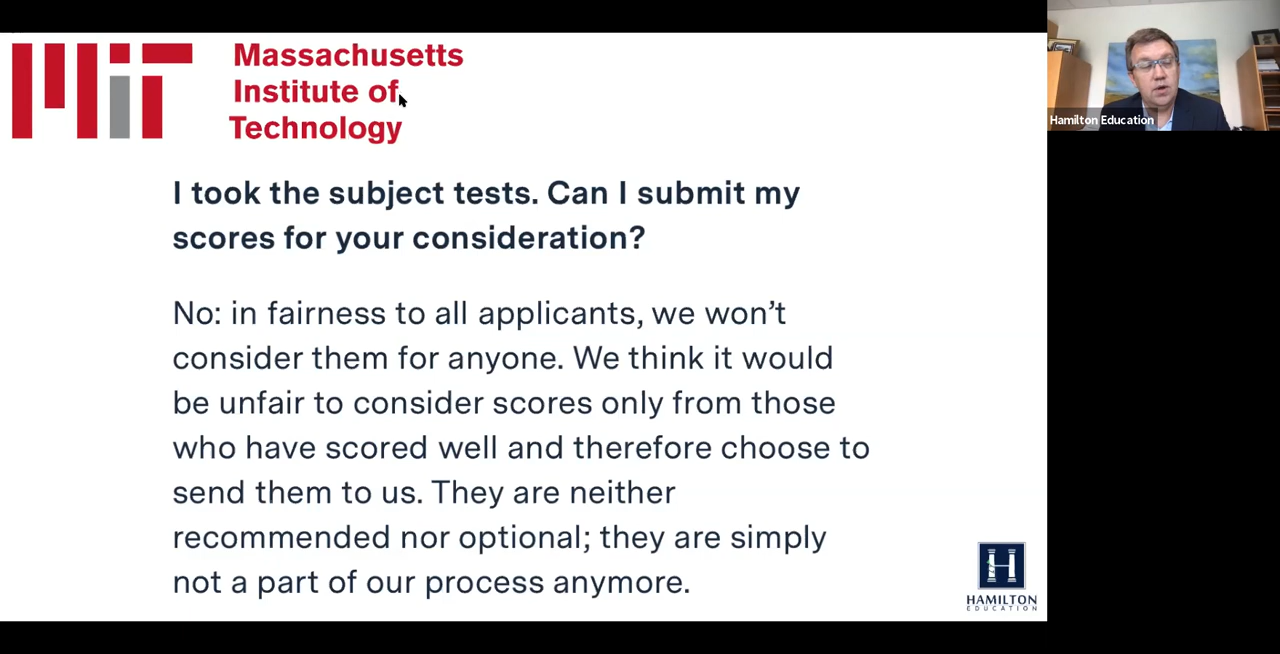 MIT
Massachusetts
Institute of
Technology
Hamilton Education
I took the subject tests. Can I submit my
scores for your consideration?
No: in fairness to all applicants, we won’t
consider them for anyone. We think it would
be unfair to consider scores only from those
who have scored well and therefore choose to
send them to us. They are neither
recommended nor optional; they are simply
not a part of our process anymore.
H
HAMILTON
EDUCATION